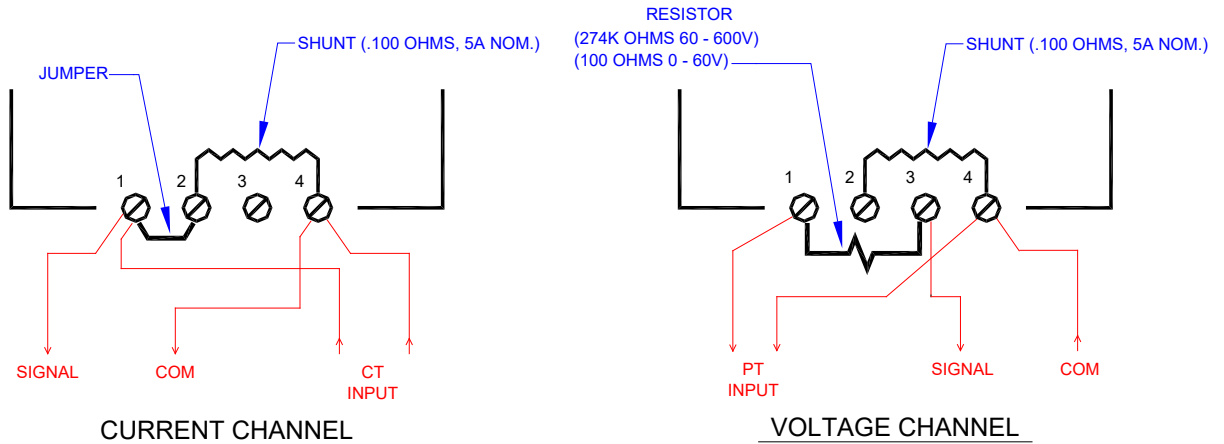 SHUNT (.100 OHMS, 5A NOM.)
JUMPER
1
2
3
4
SIGNAL
COM
CT
INPUT
CURRENT CHANNEL
RESISTOR
(274K OHMS 60 - 600V)
(100 OHMS 0 - 60V)
SHUNT (.100 OHMS, 5A NOM.)
1
2
3
4
PT
INPUT
SIGNAL
COM
VOLTAGE CHANNEL